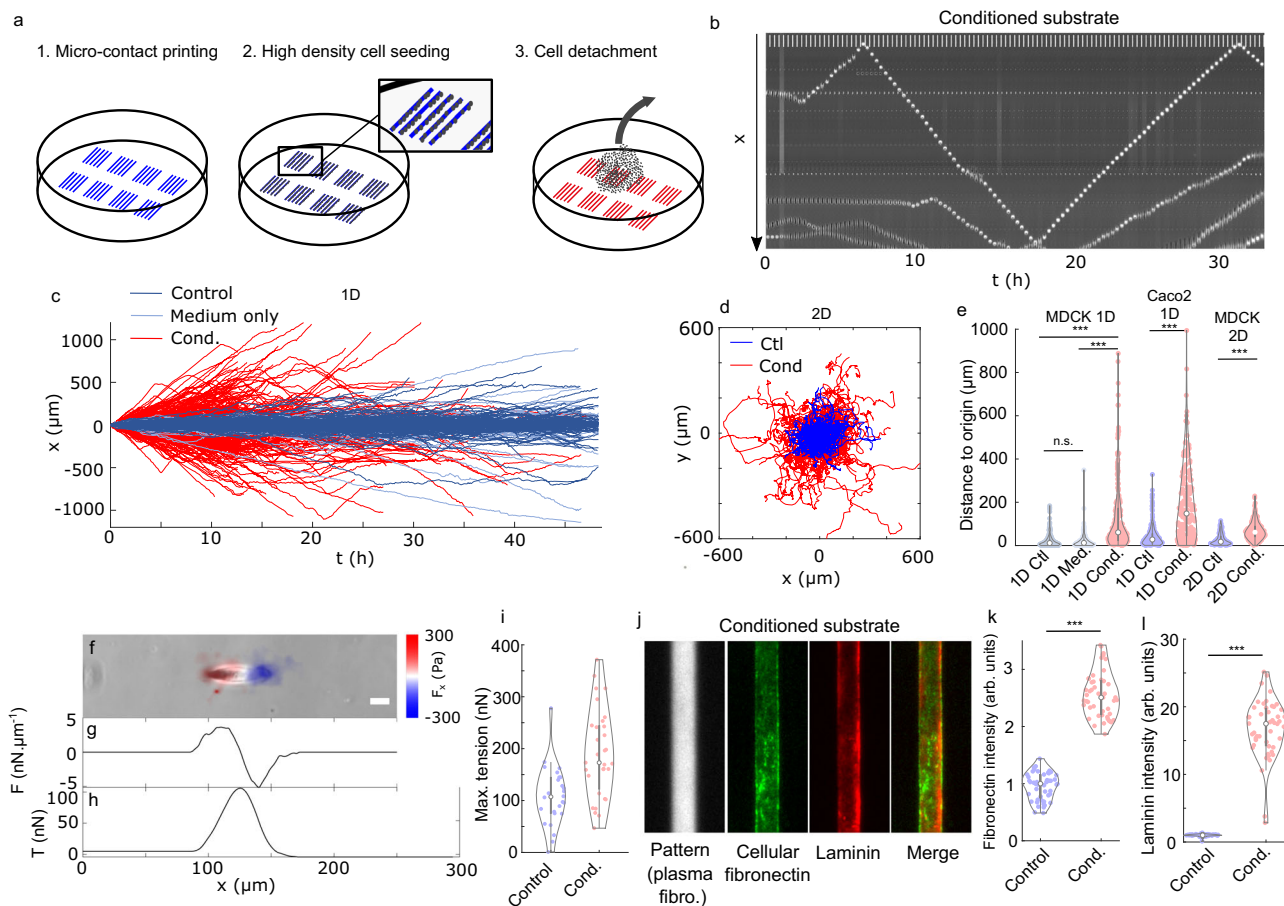 a
1. Micro-contact printing
2. High density cell seeding
3. Cell detachment
b
Conditioned substrate
x
0
10
20
30
t (h)
c
1D
Control
Medium only
Cond.
1000
500
0
-500
-1000
x (µm)
0
10
20
30
40
t (h)
d
2D
Ctl
Cond
600
0
-600
y (µm)
-600
0
600
x (µm)
e
MDCK 1D
Caco2
1D
MDCK
2D
***
***
***
***
n.s.
1000
800
600
400
200
0
Distance to origin (µm)
1D Ctl
1D Med.
1D Cond.
1D Ctl
1D Cond.
2D Ctl
2D Cond.
f
300
-300
Fx (Pa)
g
5
0
-5
F (nN.µm-1)
h
100
50
0
T (nN)
0
100
200
300
x (µm)
i
400
300
200
100
0
Max. tension (nN)
Control
Cond.
j
Conditioned substrate
Pattern
(plasma
fibro.)
Cellular
fibronectin
Laminin
Merge
k
***
3
2
1
0
Fibronectin intensity (arb. units)
Control
Cond.
l
***
30
20
10
0
Laminin intensity (arb. units)
Control
Cond.